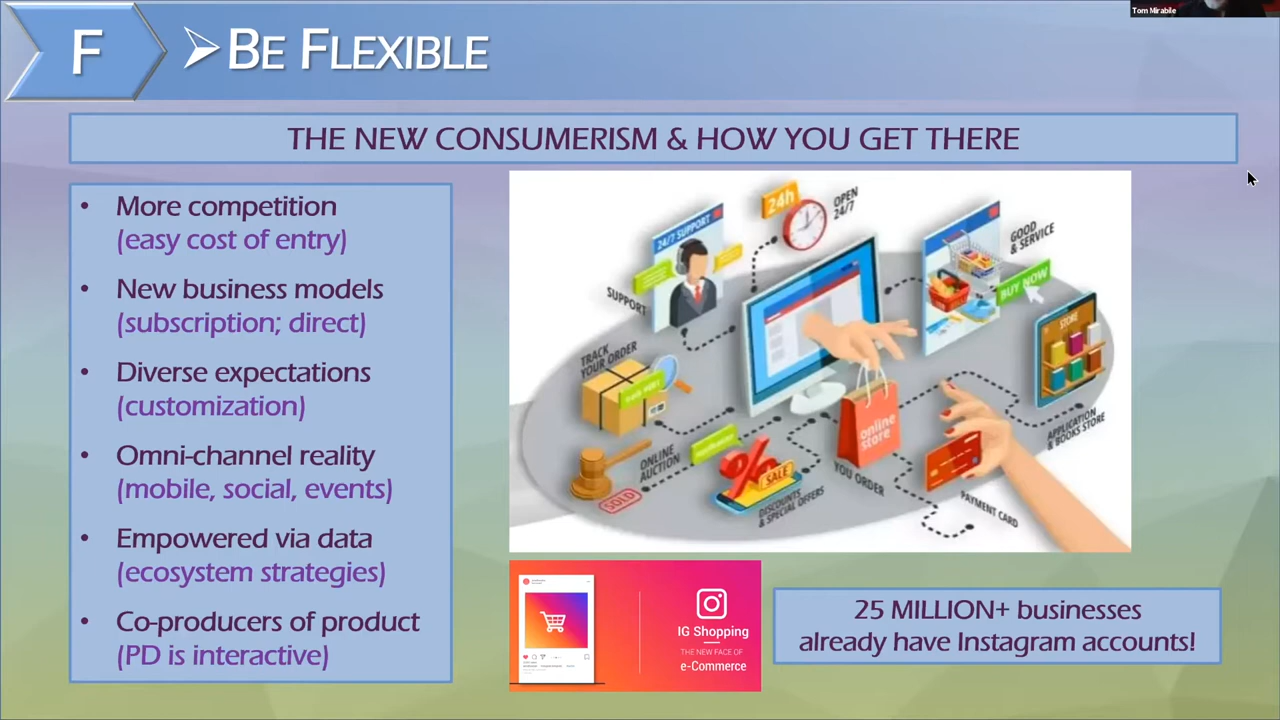 Tom Mirabile
F
BE FLEXIBLE
THE NEW CONSUMERISM & HOW YOU GET THERE
• More competition
(easy cost of entry)
• New business models
(subscription; direct)
• Diverse expectations
(customization)
• Omni-channel reality
(mobile, social, events)
• Empowered via data
(ecosystem strategies)
• Co-producers of product
(PD is interactive)
24h
OPEN
24/7
24/7 SUPPORT
SUPPORT
GOOD
& SERVICE
BUY NOW
STORE
TRACK
YOUR ORDER
online
store
APPLICATION
& BOOKS STORE
ONLINE
AUCTION
SOLD
SALE
DISCOUNTS
& SPECIAL OFFERS
YOU ORDER
PAYMENT CARD
IG Shopping
THE NEW FACE OF
e-Commerce
25 MILLION+ businesses
already have Instagram accounts!